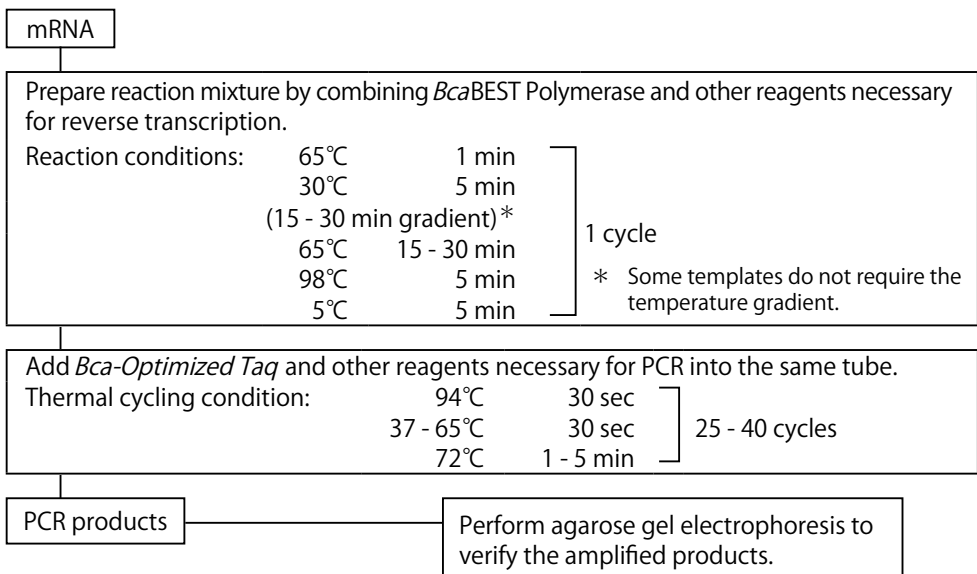 mRNA
Prepare reaction mixture by combining BcaBEST Polymerase and other reagents necessary
for reverse transcription.
Reaction conditions: 65℃ 1 min
30℃ 5 min
(15 - 30 min gradient)*
65℃ 15 - 30 min
98℃ 5 min
5℃ 5 min
1 cycle
* Some templates do not require the
temperature gradient.
Add Bca-Optimized Taq and other reagents necessary for PCR into the same tube.
Thermal cycling condition: 94℃ 30 sec
37 - 65℃ 30 sec
72℃ 1 - 5 min
25 - 40 cycles
PCR products
Perform agarose gel electrophoresis to
verify the amplified products.